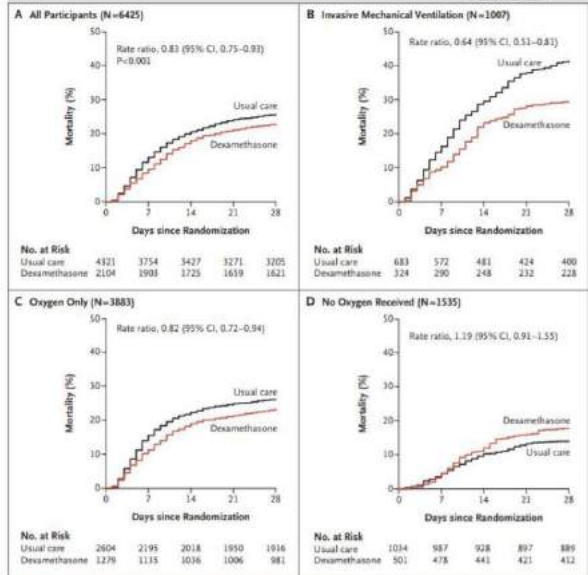 A All Participants (N=6425)
50
40
30
20
10
0
Mortality (%)
Rate ratio, 0.83 (95% CI, 0.75–0.93)
P<0.001
Usual care
Dexamethasone
0 7 14 21 28
Days since Randomization
No. at Risk
Usual care 4321 3754 3427 3271 3205
Dexamethasone 2104 1903 1725 1659 1621
B Invasive Mechanical Ventilation (N=1007)
50
40
30
20
10
0
Mortality (%)
Rate ratio, 0.64 (95% CI, 0.51–0.81)
Usual care
Dexamethasone
0 7 14 21 28
Days since Randomization
No. at Risk
Usual care 683 572 481 424 400
Dexamethasone 324 290 248 232 228
C Oxygen Only (N=3883)
50
40
30
20
10
0
Mortality (%)
Rate ratio, 0.82 (95% CI, 0.72–0.94)
Usual care
Dexamethasone
0 7 14 21 28
Days since Randomization
No. at Risk
Usual care 2604 2195 2018 1950 1916
Dexamethasone 1279 1135 1036 1006 981
D No Oxygen Received (N=1535)
50
40
30
20
10
0
Mortality (%)
Rate ratio, 1.19 (95% CI, 0.91–1.55)
Dexamethasone
Usual care
0 7 14 21 28
Days since Randomization
No. at Risk
Usual care 1034 987 928 897 889
Dexamethasone 501 478 441 421 412